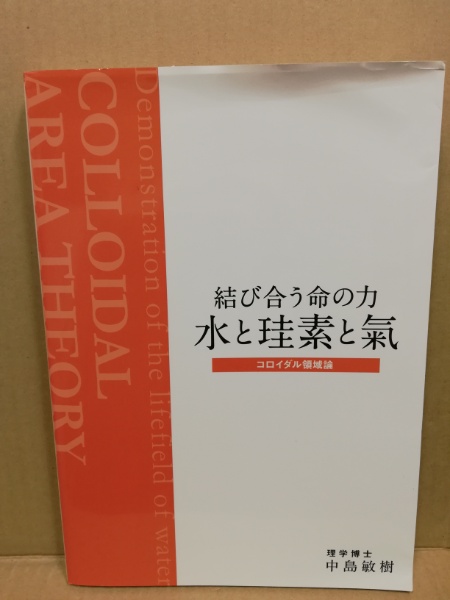 COLLOIDAL
AREA THEORY
Demonstration of the lifefield of water
結び合う命の力
水と珪素と氣
コロイダル領域論
理学博士
中島敏樹